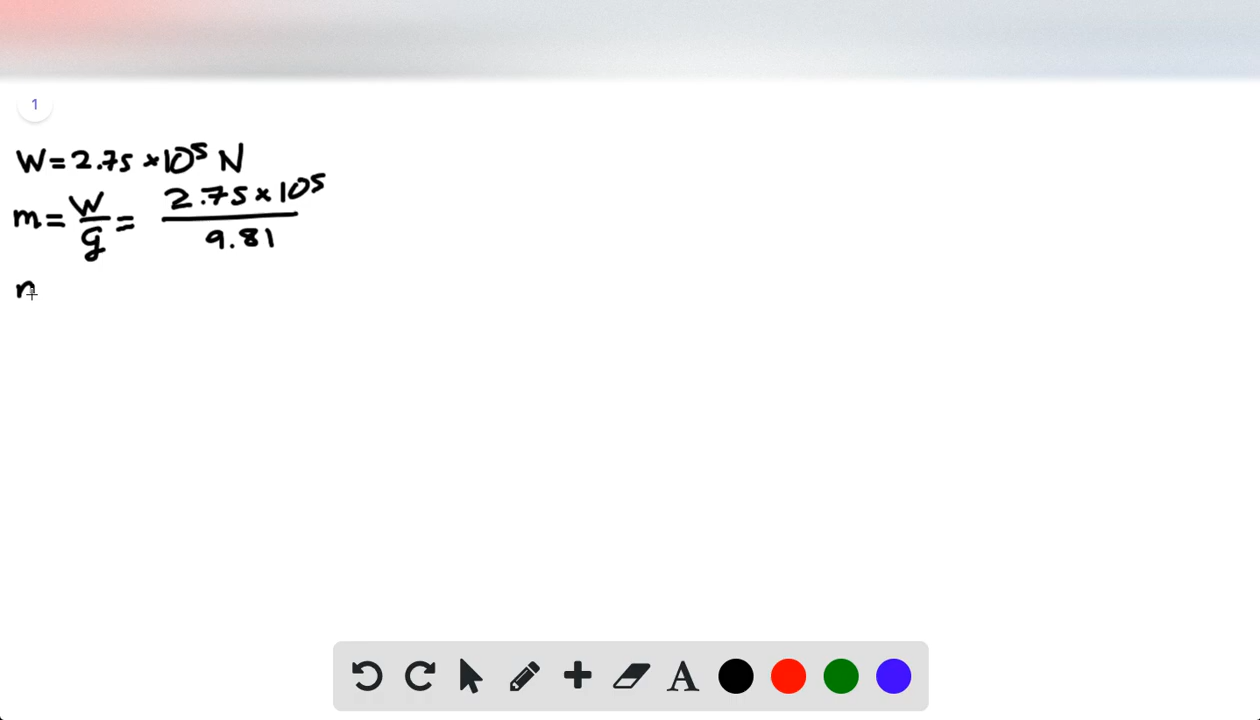 1
W = 2.75 × 10⁵ N
m = W/g = 2.75 × 10⁵/9.81
A